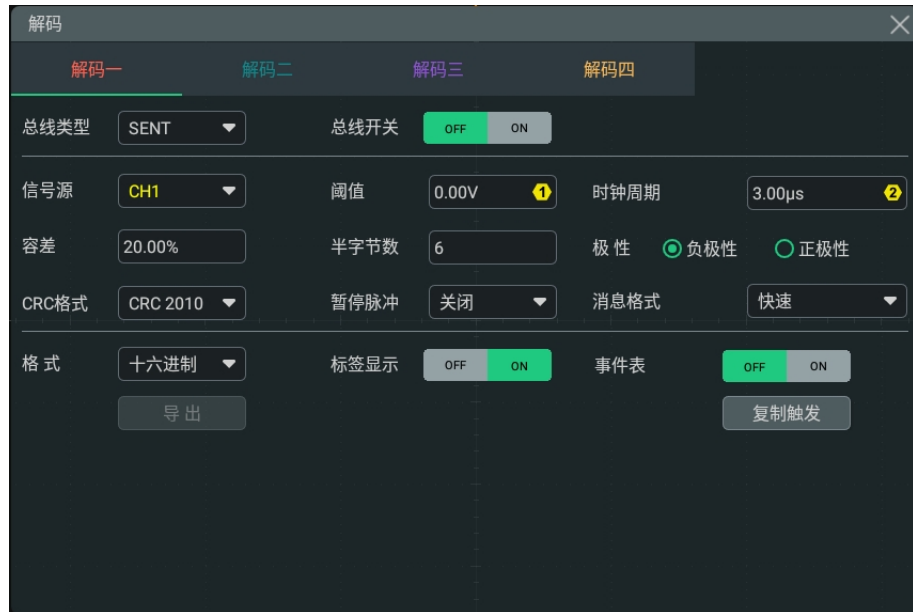 解码
解码一 解码二 解码三 解码四
总线类型 SENT 总线开关 OFF ON
信号源 CH1 阈值 0.00V 1 时钟周期 3.00μs 2
容差 20.00% 半字节数 6 极 性 负极性 正极性
CRC格式 CRC 2010 暂停脉冲 关闭 消息格式 快速
格 式 十六进制 标签显示 OFF ON 事件表 OFF ON
导 出 复制触发